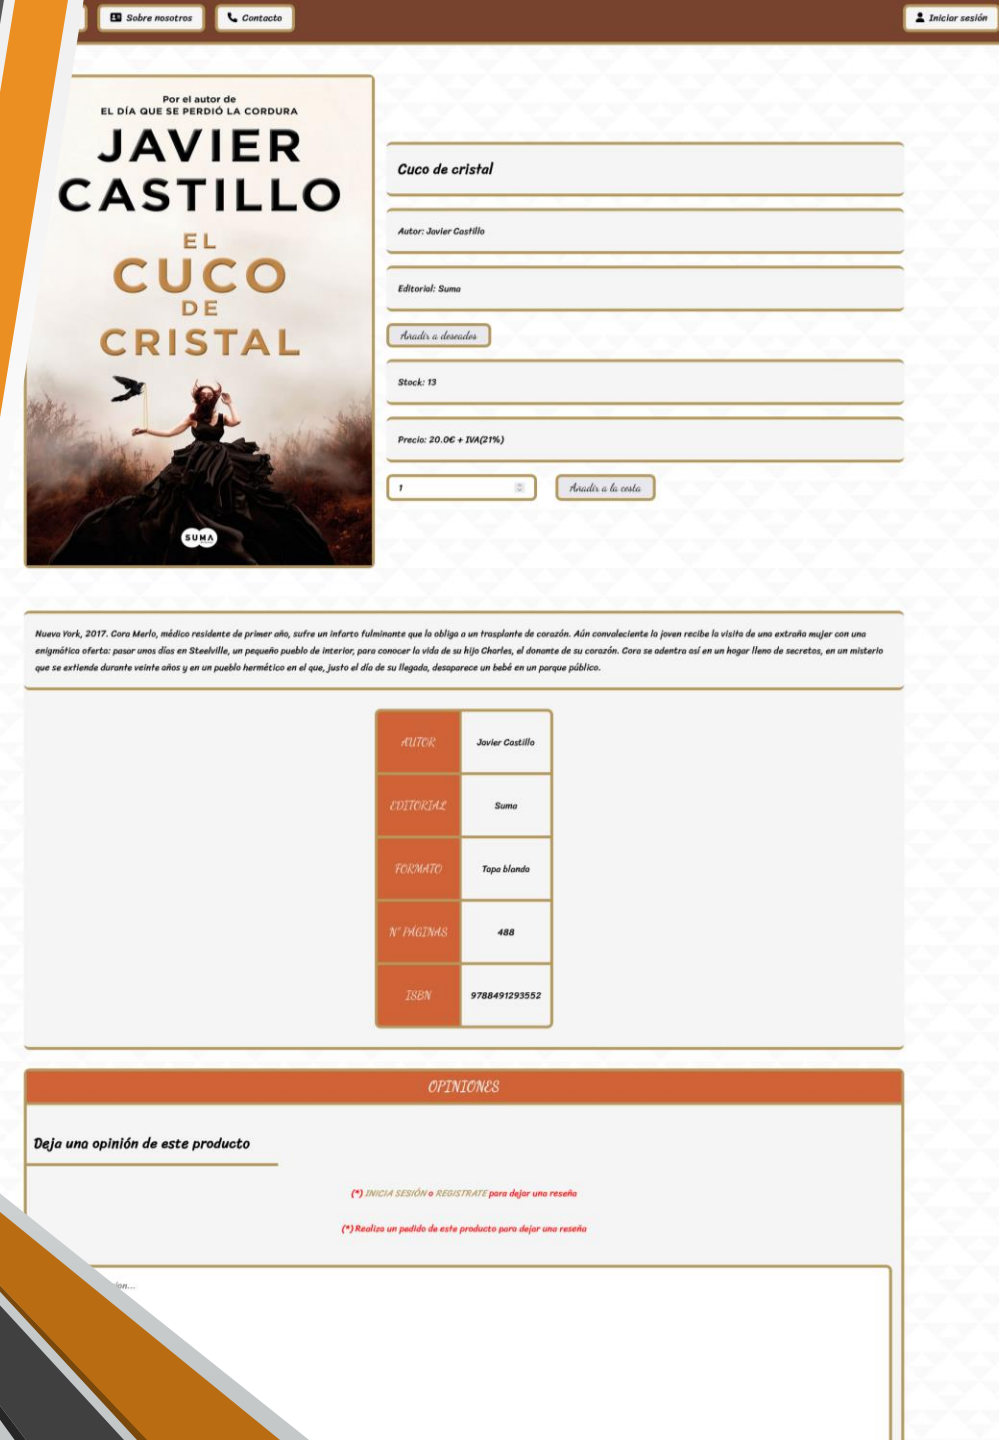 Sobre nosotros
Contacto
Iniciar sesión
Por el autor de
EL DÍA QUE SE PERDIÓ LA CORDURA
JAVIER
CASTILLO
EL
CUCO
DE
CRISTAL
SUMA
Cuco de cristal
Autor: Javier Castillo
Editorial: Suma
Añadir a deseados
Stock: 13
Precio: 20.0€ + IVA(21%)
1
Añadir a la cesta
Nueva York, 2017. Cora Merlo, médico residente de primer año, sufre un infarto fulminante que la obliga a un trasplante de corazón. Aún convaleciente la joven recibe la visita de una extraña mujer con una
enigmática oferta: pasar unos días en Steelville, un pequeño pueblo de interior, para conocer la vida de su hijo Charles, el donante de su corazón. Cora se adentra así en un hogar lleno de secretos, en un misterio
que se extiende durante veinte años y en un pueblo hermético en el que, justo el día de su llegada, desaparece un bebé en un parque público.
AUTOR Javier Castillo
EDITORIAL Suma
FORMATO Tapa blanda
Nº PÁGINAS 488
ISBN 9788491293552
OPINIONES
Deja una opinión de este producto
(*) INICIA SESIÓN o REGISTRATE para dejar una reseña
(*) Realiza un pedido de este producto para dejar una reseña